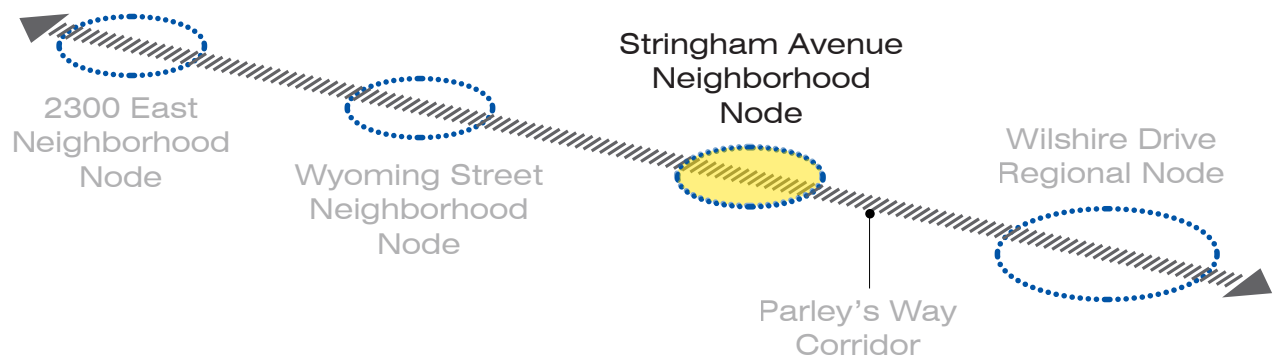 Stringham Avenue
Neighborhood
Node
2300 East
Neighborhood
Node
Wyoming Street
Neighborhood
Node
Wilshire Drive
Regional Node
Parley’s Way
Corridor